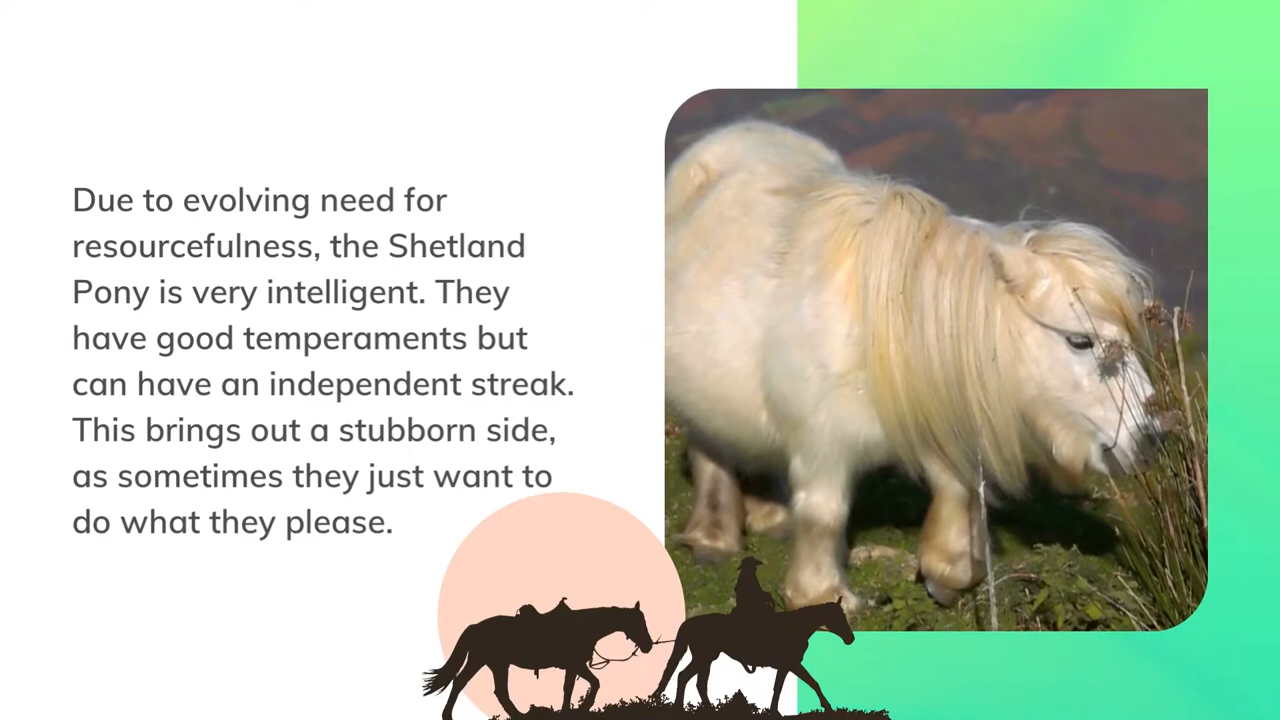 Due to evolving need for
resourcefulness, the Shetland
Pony is very intelligent. They
have good temperaments but
can have an independent streak.
This brings out a stubborn side,
as sometimes they just want to
do what they please.